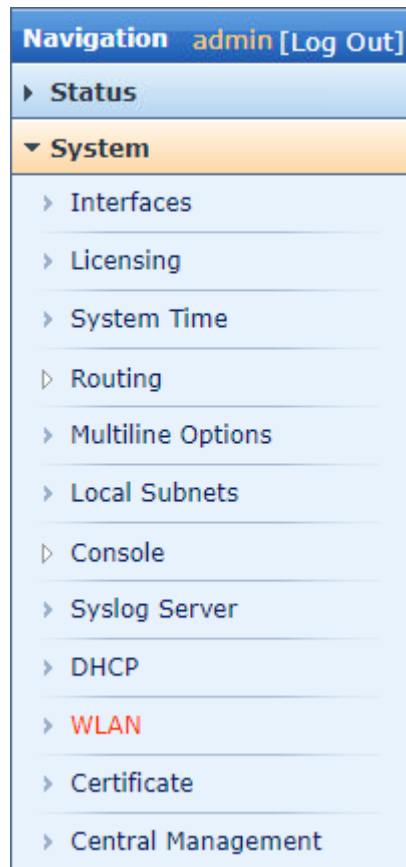 Navigation admin [Log Out]
Status
System
Interfaces
Licensing
System Time
Routing
Multiline Options
Local Subnets
Console
Syslog Server
DHCP
WLAN
Certificate
Central Management